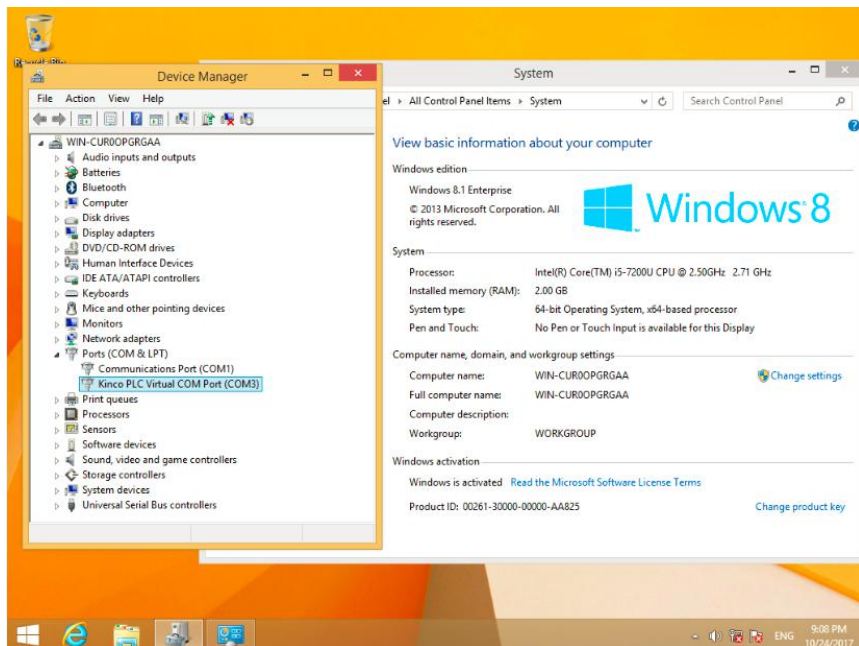 Device Manager
File Action View Help
WIN-CUR0OPGRGAA
Audio inputs and outputs
Batteries
Bluetooth
Computer
Disk drives
Display adapters
DVD/CD-ROM drives
Human Interface Devices
IDE ATA/ATAPI controllers
Keyboards
Mice and other pointing devices
Monitors
Network adapters
Ports (COM & LPT)
Communications Port (COM1)
Kinco PLC Virtual COM Port (COM3)
Print queues
Processors
Sensors
Software devices
Sound, video and game controllers
Storage controllers
System devices
Universal Serial Bus controllers
System
All Control Panel Items System
Search Control Panel
View basic information about your computer
Windows edition
Windows 8.1 Enterprise
© 2013 Microsoft Corporation. All
rights reserved.
Windows 8
System
Processor: Intel(R) Core(TM) i5-7200U CPU @ 2.50GHz 2.71 GHz
Installed memory (RAM): 2.00 GB
System type: 64-bit Operating System, x64-based processor
Pen and Touch: No Pen or Touch Input is available for this Display
Computer name, domain, and workgroup settings
Computer name: WIN-CUR0OPGRGAA Change settings
Full computer name: WIN-CUR0OPGRGAA
Computer description:
Workgroup: WORKGROUP
Windows activation
Windows is activated Read the Microsoft Software License Terms
Product ID: 00261-30000-00000-AA825 Change product key
ENG
9:08 PM
10/24/2017